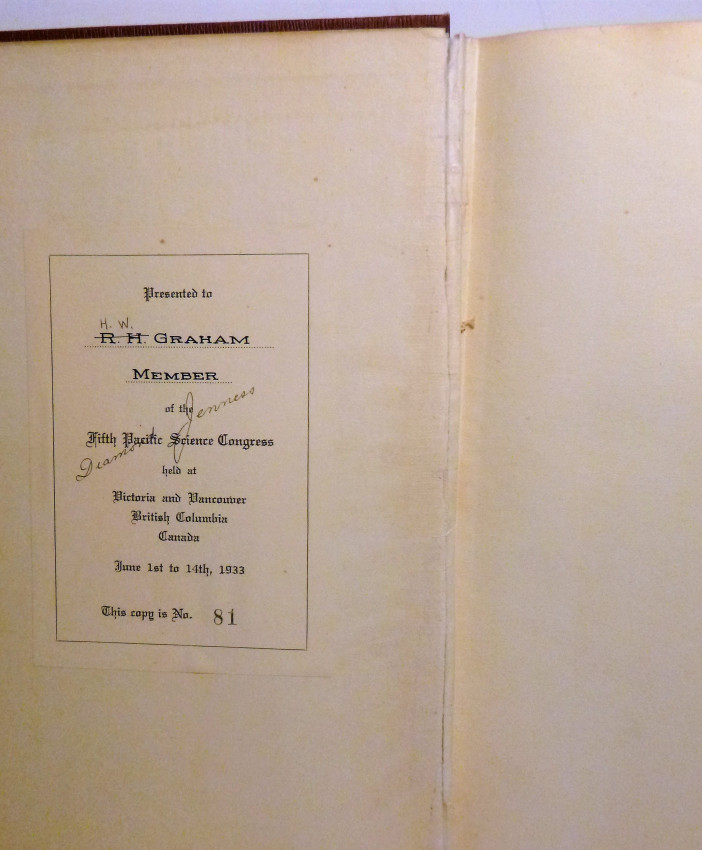 Presented to
H. W.
R. H. GRAHAM
MEMBER
of the
Fifth Pacific Science Congress
Diamond Jenness
held at
Victoria and Vancouver
British Columbia
Canada
June 1st to 14th, 1933
This copy is No. 81